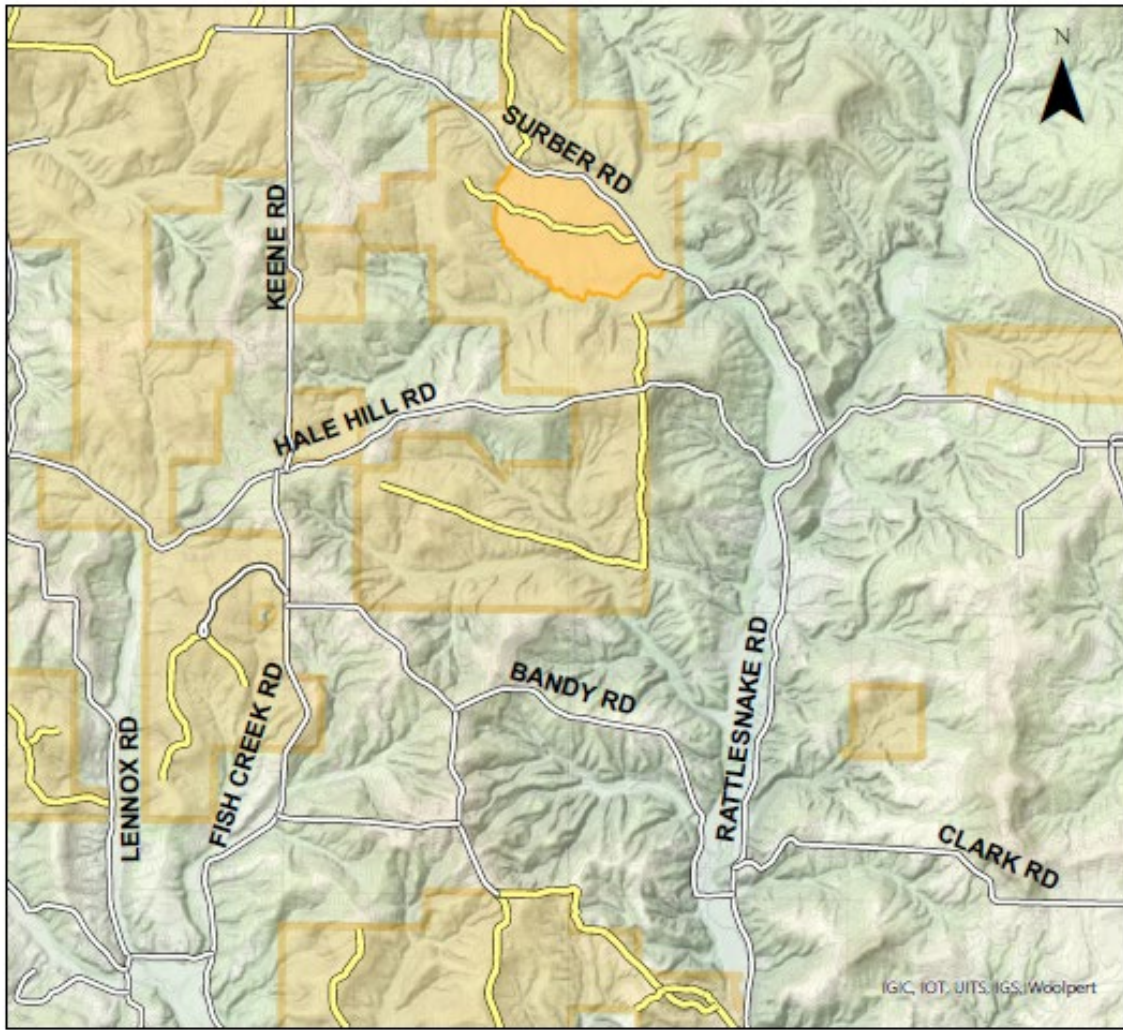 N
SURBER RD
KEENE RD
HALE HILL RD
BANDY RD
RATTLESNAKE RD
FISH CREEK RD
LENNOX RD
CLARK RD
IGIC, IOT, UITS, IGS, Woolpert